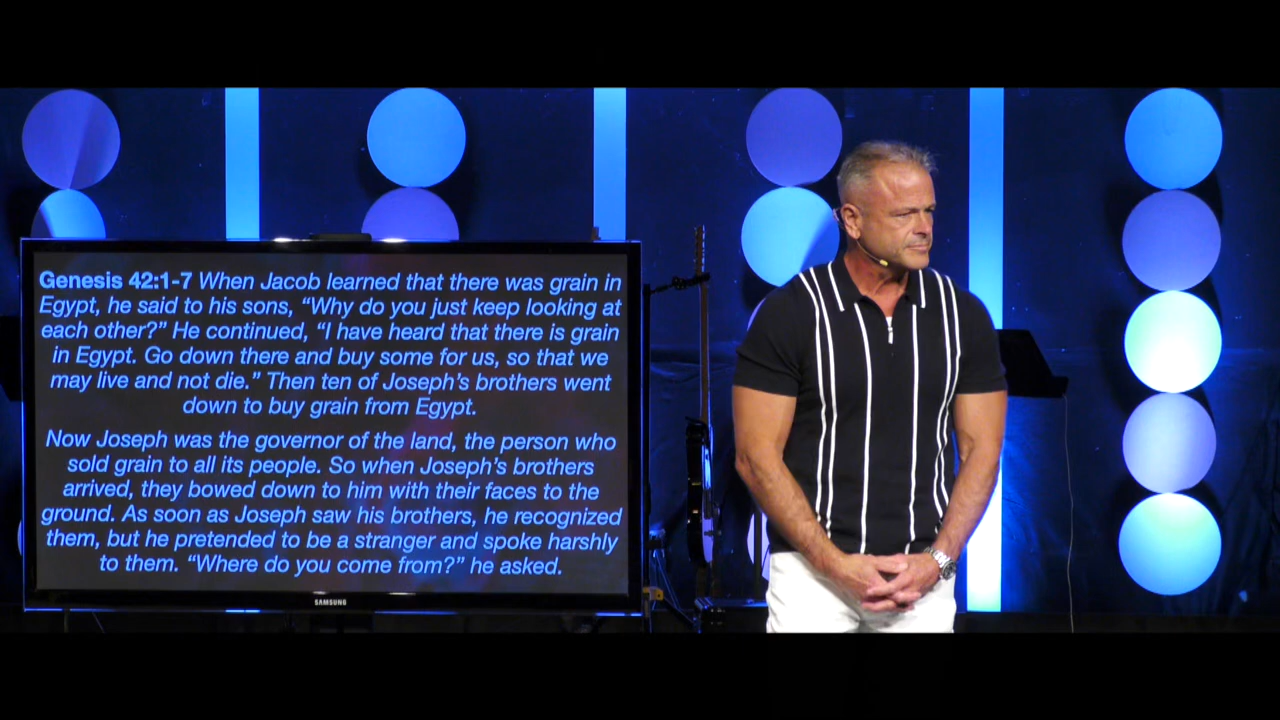 Genesis 42:1-7 When Jacob learned that there was grain in
Egypt, he said to his sons, “Why do you just keep looking at
each other?” He continued, “I have heard that there is grain
in Egypt. Go down there and buy some for us, so that we
may live and not die.” Then ten of Joseph’s brothers went
down to buy grain from Egypt.
Now Joseph was the governor of the land, the person who
sold grain to all its people. So when Joseph’s brothers
arrived, they bowed down to him with their faces to the
ground. As soon as Joseph saw his brothers, he recognized
them, but he pretended to be a stranger and spoke harshly
to them. “Where do you come from?” he asked.
SAMSUNG